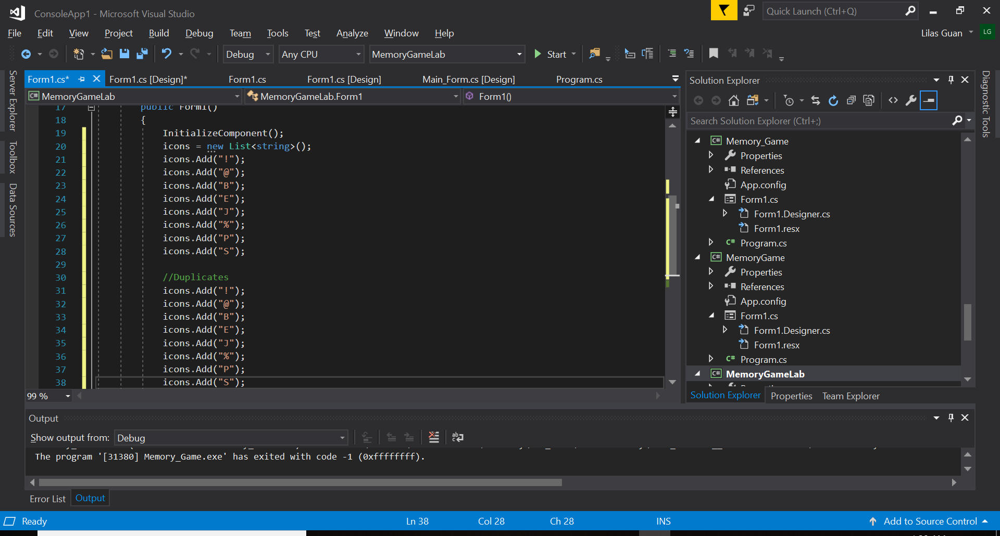 ConsoleApp1 - Microsoft Visual Studio
Quick Launch (Ctrl+Q)
File Edit View Project Build Debug Team Tools Test Analyze Window Help
Lilas Guan LG
Debug Any CPU MemoryGameLab Start
Server Explorer
Toolbox
Data Sources
Form1.cs* Form1.cs [Design]* Form1.cs Form1.cs [Design] Main_Form.cs [Design] Program.cs
C# MemoryGameLab MemoryGameLab.Form1 Form1()
17 public Form1()
18 {
19 InitializeComponent();
20 icons = new List<string>();
21 icons.Add("!");
22 icons.Add("@");
23 icons.Add("B");
24 icons.Add("E");
25 icons.Add("J");
26 icons.Add("%");
27 icons.Add("P");
28 icons.Add("S");
29
30 //Duplicates
31 icons.Add("!");
32 icons.Add("@");
33 icons.Add("B");
34 icons.Add("E");
35 icons.Add("J");
36 icons.Add("%");
37 icons.Add("P");
38 icons.Add("S");
99 %
Solution Explorer
Search Solution Explorer (Ctrl+;)
C# Memory_Game
Properties
References
App.config
Form1.cs
Form1.Designer.cs
Form1.resx
C# Program.cs
C# MemoryGame
Properties
References
App.config
Form1.cs
Form1.Designer.cs
Form1.resx
C# Program.cs
C# MemoryGameLab
Solution Explorer Properties Team Explorer
Diagnostic Tools
Output
Show output from: Debug
The program '[31380] Memory_Game.exe' has exited with code -1 (0xffffffff).
Error List Output
Ready Ln 38 Col 28 Ch 28 INS Add to Source Control